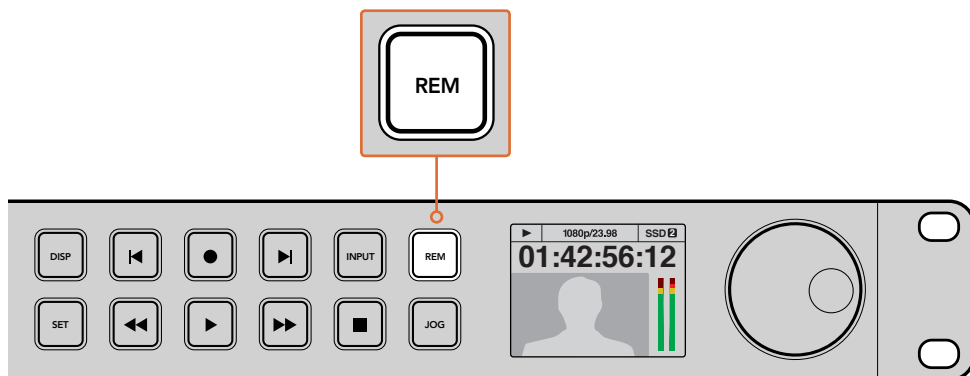 REM
DISP
INPUT
REM
1080p/23.98
SSD 2
01:42:56:12
SET
JOG